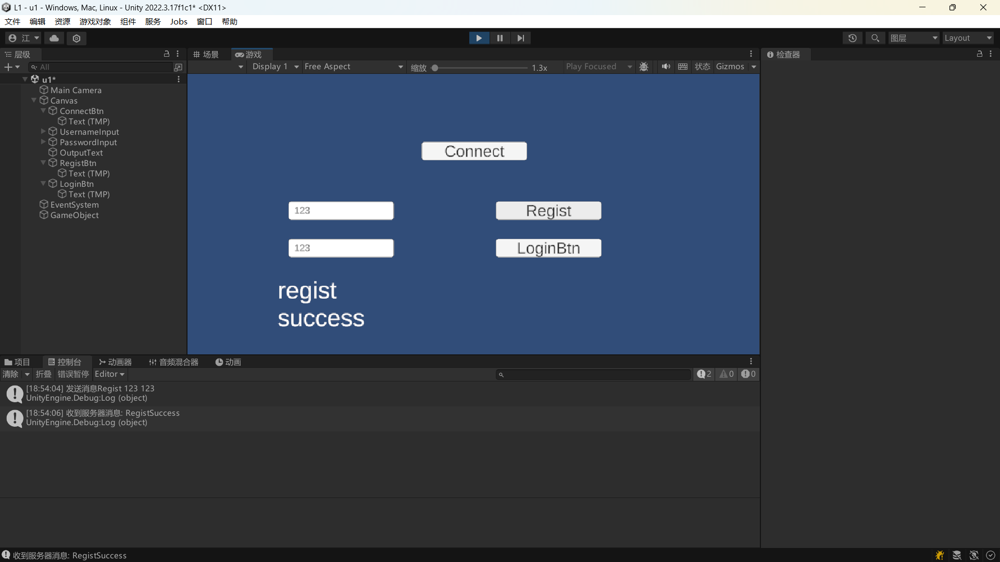 L1 - u1 - Windows, Mac, Linux - Unity 2022.3.17f1c1* <DX11>
文件 编辑 资源 游戏对象 组件 服务 Jobs 窗口 帮助
江 图层 Layout
层级 场景 游戏 检查器
All Display 1 Free Aspect 缩放 1.3x Play Focused 状态 Gizmos
u1*
Main Camera
Canvas
ConnectBtn
Text (TMP)
UsernameInput
PasswordInput
OutputText
RegistBtn
Text (TMP)
LoginBtn
Text (TMP)
EventSystem
GameObject
Connect
123 Regist
123 LoginBtn
regist
success
项目 控制台 动画器 音频混合器 动画
清除 折叠 错误暂停 Editor 2 0 0
[18:54:04] 发送消息Regist 123 123
UnityEngine.Debug:Log (object)
[18:54:06] 收到服务器消息: RegistSuccess
UnityEngine.Debug:Log (object)
收到服务器消息: RegistSuccess